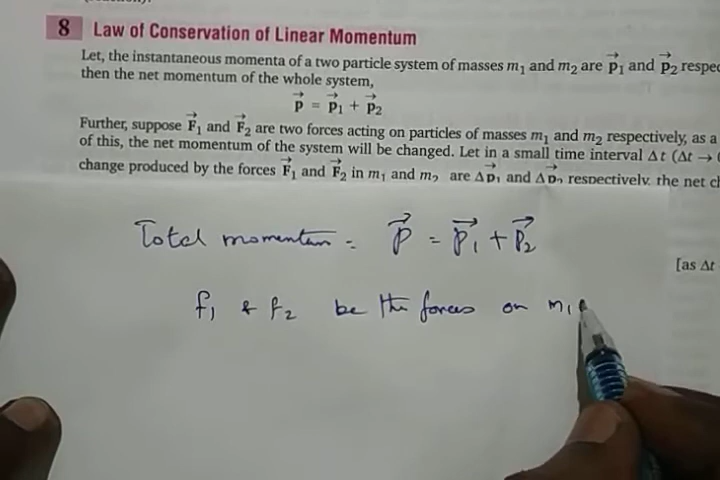 8 Law of Conservation of Linear Momentum
Let, the instantaneous momenta of a two particle system of masses m₁ and m₂ are p⃗₁ and p⃗₂
then the net momentum of the whole system,
p⃗ = p⃗₁ + p⃗₂
Further, suppose F⃗₁ and F⃗₂ are two forces acting on particles of masses m₁ and m₂ respectively, as a
of this, the net momentum of the system will be changed. Let in a small time interval Δt (Δt →
change produced by the forces F⃗₁ and F⃗₂ in m₁ and m₂ are Δp⃗₁ and Δp⃗₂ respectively, the net
Total momentum = p⃗ = p⃗₁ + p⃗₂
[as Δt
f₁ & f₂ be the forces on m₁